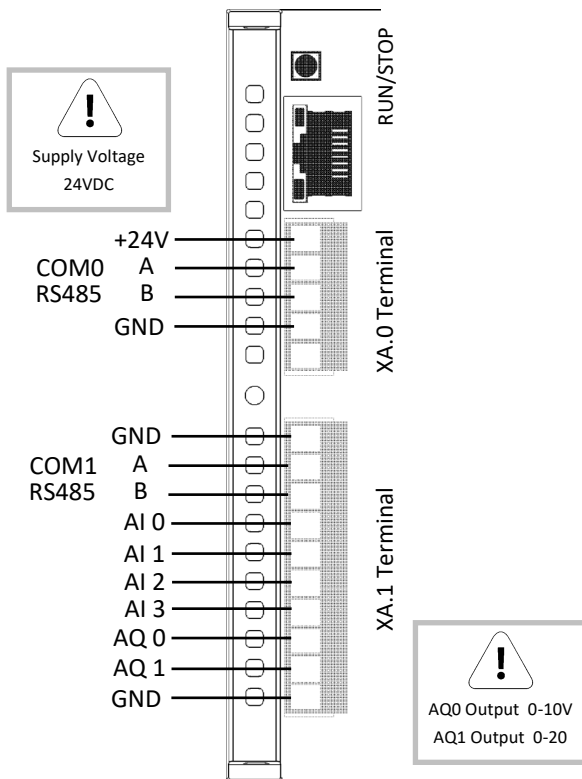 RUN/STOP
!
Supply Voltage
24VDC
+24V
COM0 A
RS485 B
GND
XA.0 Terminal
GND
COM1 A
RS485 B
AI 0
AI 1
AI 2
AI 3
AQ 0
AQ 1
GND
XA.1 Terminal
!
AQ0 Output 0-10V
AQ1 Output 0-20